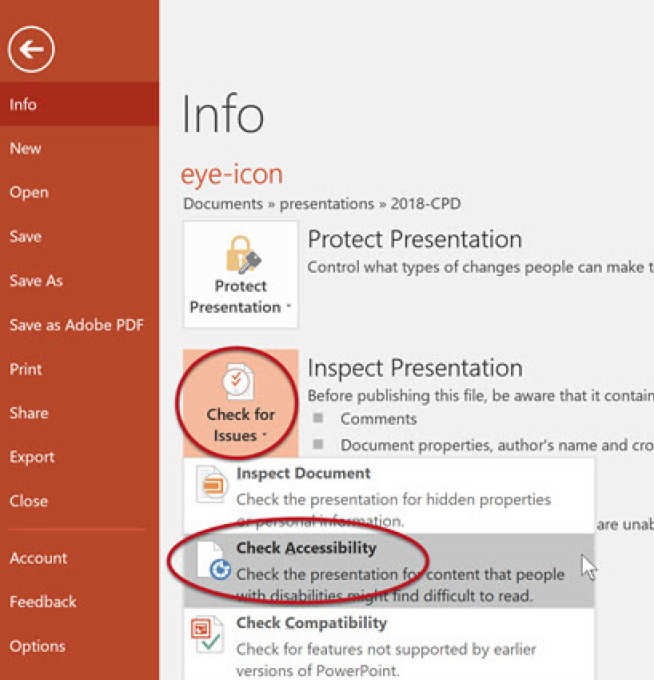 Info
New
Open
Save
Save As
Save as Adobe PDF
Print
Share
Export
Close
Account
Feedback
Options
Info
eye-icon
Documents » presentations » 2018-CPD
Protect
Presentation
Protect Presentation
Control what types of changes people can make t
Check for
Issues
Inspect Presentation
Before publishing this file, be aware that it contain
Comments
Document properties, author's name and cro
are unab
Inspect Document
Check the presentation for hidden properties
or personal information.
Check Accessibility
Check the presentation for content that people
with disabilities might find difficult to read.
Check Compatibility
Check for features not supported by earlier
versions of PowerPoint.